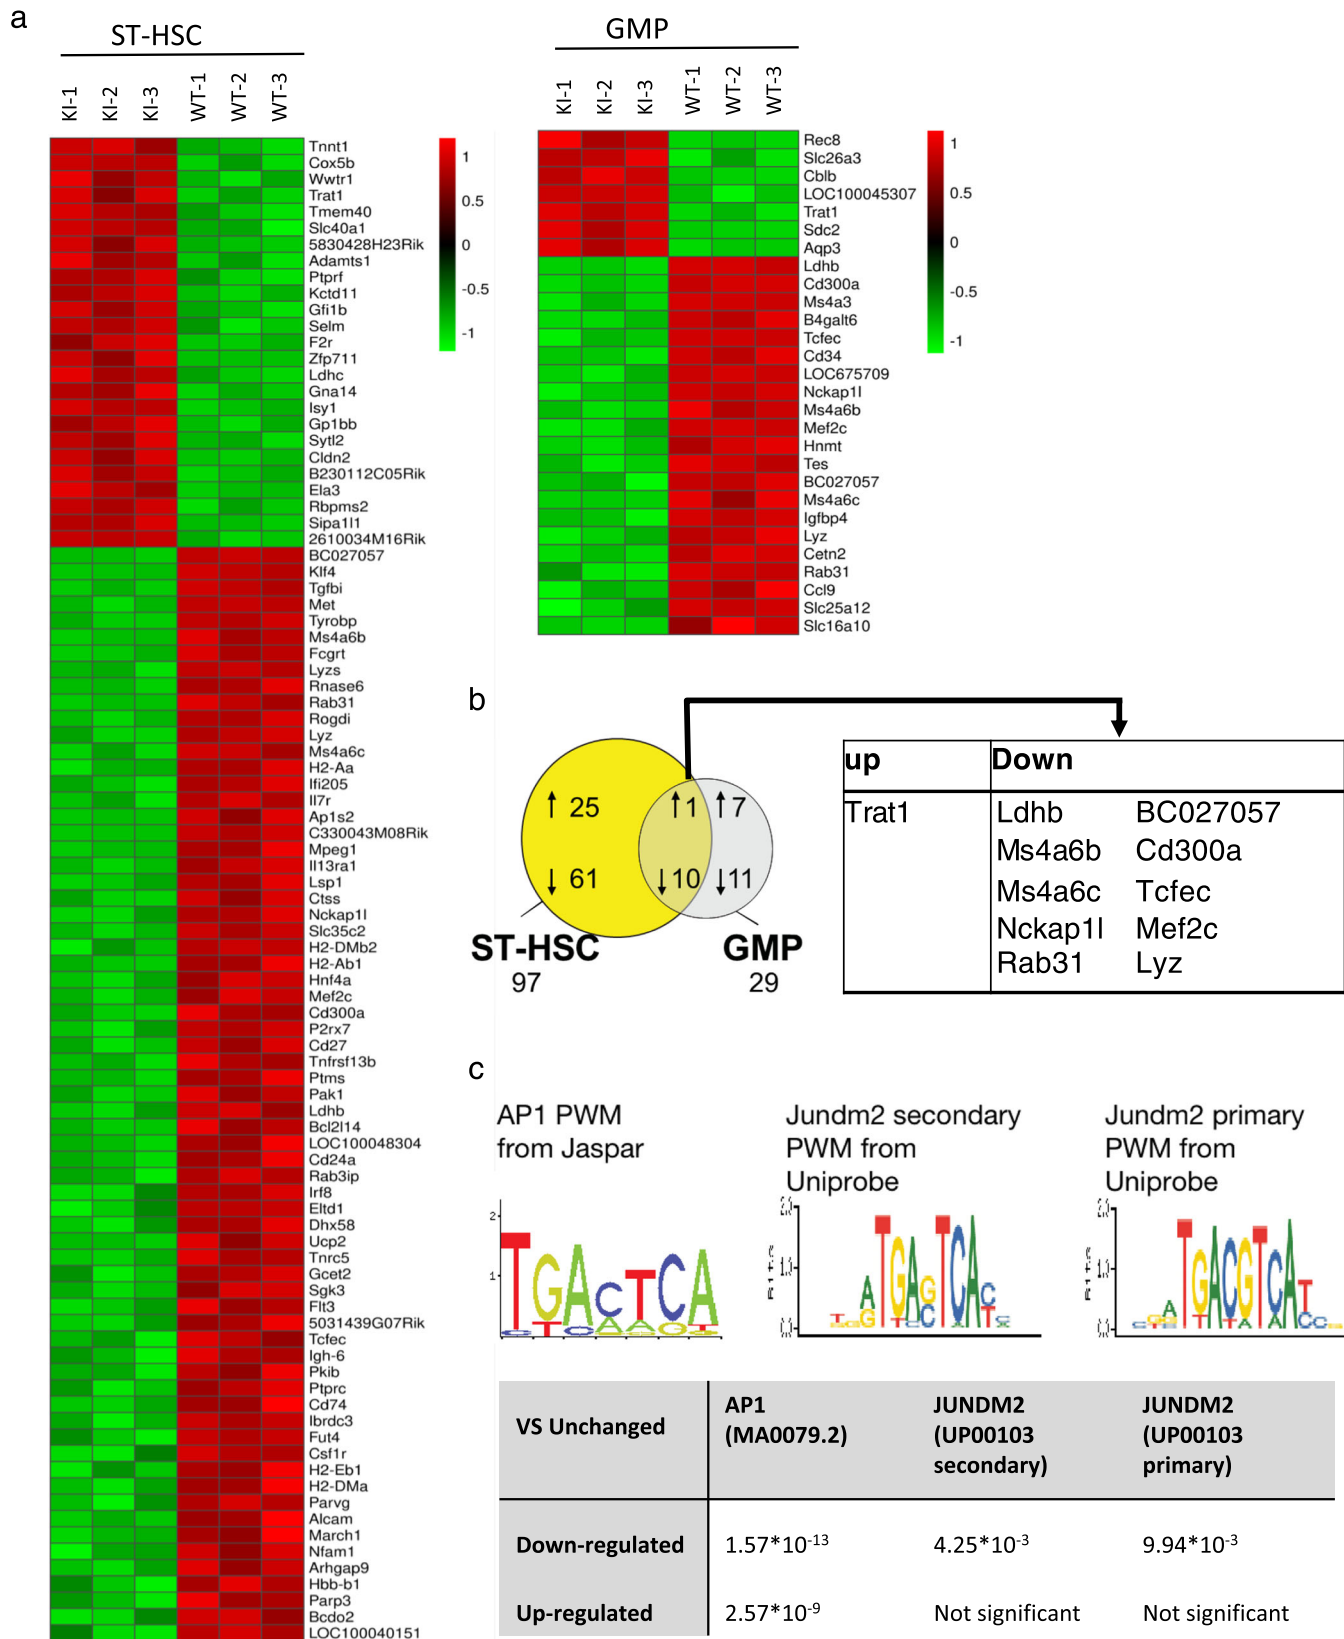 a
ST-HSC
KI-1
KI-2
KI-3
WT-1
WT-2
WT-3
Tnnt1
Cox5b
Wwtr1
Trat1
Tmem40
Slc40a1
5830428H23Rik
Adamts1
Ptprf
Kctd11
Gfi1b
Selm
F2r
Zfp711
Ldhc
Gna14
Isy1
Gp1bb
Sytl2
Cldn2
B230112C05Rik
Ela3
Rbpms2
Sipa1l1
2610034M16Rik
BC027057
Klf4
Tgfbi
Met
Tyrobp
Ms4a6b
Fcgrt
Lyzs
Rnase6
Rab31
Rogdi
Lyz
Ms4a6c
H2-Aa
Ifi205
Il7r
Ap1s2
C330043M08Rik
Mpeg1
Il13ra1
Lsp1
Ctss
Nckap1l
Slc35c2
H2-DMb2
H2-Ab1
Hnf4a
Mef2c
Cd300a
P2rx7
Cd27
Tnfrsf13b
Ptms
Pak1
Ldhb
Bcl2l14
LOC100048304
Cd24a
Rab3ip
Irf8
Eltd1
Dhx58
Ucp2
Tnrc5
Gcet2
Sgk3
Flt3
5031439G07Rik
Tcfec
Igh-6
Pkib
Ptprc
Cd74
Ibrdc3
Fut4
Csf1r
H2-Eb1
H2-DMa
Parvg
Alcam
March1
Nfam1
Arhgap9
Hbb-b1
Parp3
Bcdo2
LOC100040151
1
0.5
0
-0.5
-1
GMP
KI-1
KI-2
KI-3
WT-1
WT-2
WT-3
Rec8
Slc26a3
Cblb
LOC100045307
Trat1
Sdc2
Aqp3
Ldhb
Cd300a
Ms4a3
B4galt6
Tcfec
Cd34
LOC675709
Nckap1l
Ms4a6b
Mef2c
Hnmt
Tes
BC027057
Ms4a6c
Igfbp4
Lyz
Cetn2
Rab31
Ccl9
Slc25a12
Slc16a10
1
0.5
0
-0.5
-1
b
↑ 25 ↑1 ↑7
↓ 61 ↓10 ↓11
ST-HSC GMP
97 29
up Down
Trat1 Ldhb BC027057
Ms4a6b Cd300a
Ms4a6c Tcfec
Nckap1l Mef2c
Rab31 Lyz
c
AP1 PWM
from Jaspar
2
1
TGACTCA
Jundm2 secondary
PWM from
Uniprobe
Jundm2 primary
PWM from
Uniprobe
VS Unchanged
AP1
(MA0079.2)
JUNDM2
(UP00103
secondary)
JUNDM2
(UP00103
primary)
Down-regulated 1.57*10-13 4.25*10-3 9.94*10-3
Up-regulated 2.57*10-9 Not significant Not significant